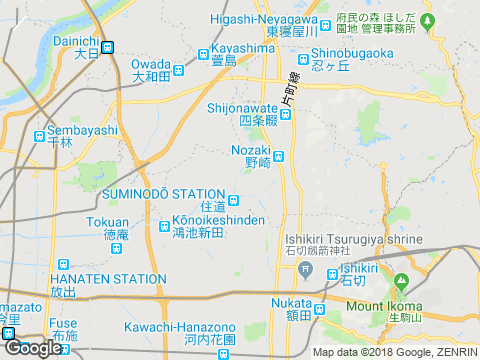 Higashi-Neyagawa
東寝屋川
府民の森 ほしだ
園地 管理事務所
Dainichi
大日
Kayashima
萱島
Owada
大和田
Shinobugaoka
忍ヶ丘
片町線
Shijōnawate
四条畷
Sembayashi
千林
Nozaki
野崎
SUMINODŌ STATION
住道
Tokuan
徳庵
Kōnoikeshinden
鴻池新田
Ishikiri Tsurugiya shrine
石切劔箭神社
HANATEN STATION
放出
Ishikiri
石切
Mount Ikoma
生駒山
mazato
今里
Nukata
額田
Fuse
布施
Kawachi-Hanazono
河内花園
Google
Map data ©2018 Google, ZENRIN